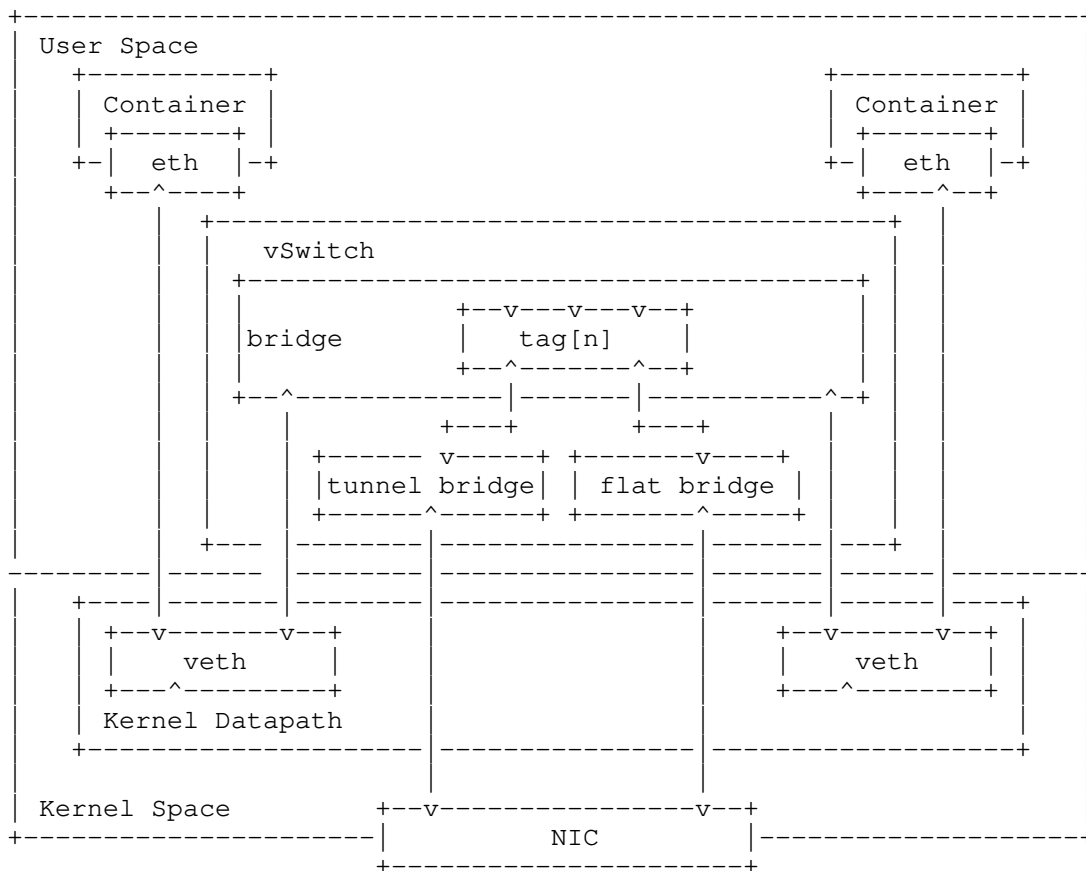 User Space
Container Container
eth eth
vSwitch
bridge tag[n]
tunnel bridge flat bridge
veth veth
Kernel Datapath
Kernel Space
NIC